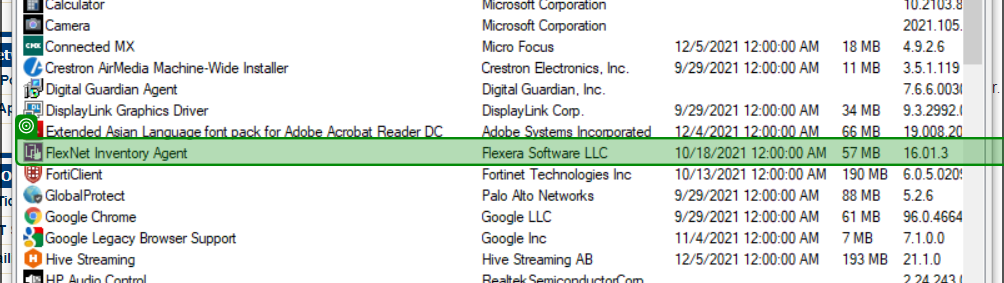 Calculator Microsoft Corporation 10.2103.8
Camera Microsoft Corporation 2021.105.
CMX Connected MX Micro Focus 12/5/2021 12:00:00 AM 18 MB 4.9.2.6
Crestron AirMedia Machine-Wide Installer Crestron Electronics, Inc. 9/29/2021 12:00:00 AM 11 MB 3.5.1.119
Digital Guardian Agent Digital Guardian, Inc. 7.6.6.003
DisplayLink Graphics Driver DisplayLink Corp. 9/29/2021 12:00:00 AM 34 MB 9.3.2992.
Extended Asian Language font pack for Adobe Acrobat Reader DC Adobe Systems Incorporated 12/4/2021 12:00:00 AM 66 MB 19.008.20
FlexNet Inventory Agent Flexera Software LLC 10/18/2021 12:00:00 AM 57 MB 16.01.3
FortiClient Fortinet Technologies Inc 10/13/2021 12:00:00 AM 190 MB 6.0.5.020
GlobalProtect Palo Alto Networks 9/29/2021 12:00:00 AM 88 MB 5.2.6
Google Chrome Google LLC 9/29/2021 12:00:00 AM 61 MB 96.0.4664
Google Legacy Browser Support Google Inc 11/4/2021 12:00:00 AM 7 MB 7.1.0.0
Hive Streaming Hive Streaming AB 12/5/2021 12:00:00 AM 193 MB 21.1.0
HP Audio Control Realtek Semiconductor Corp 2.24.243.